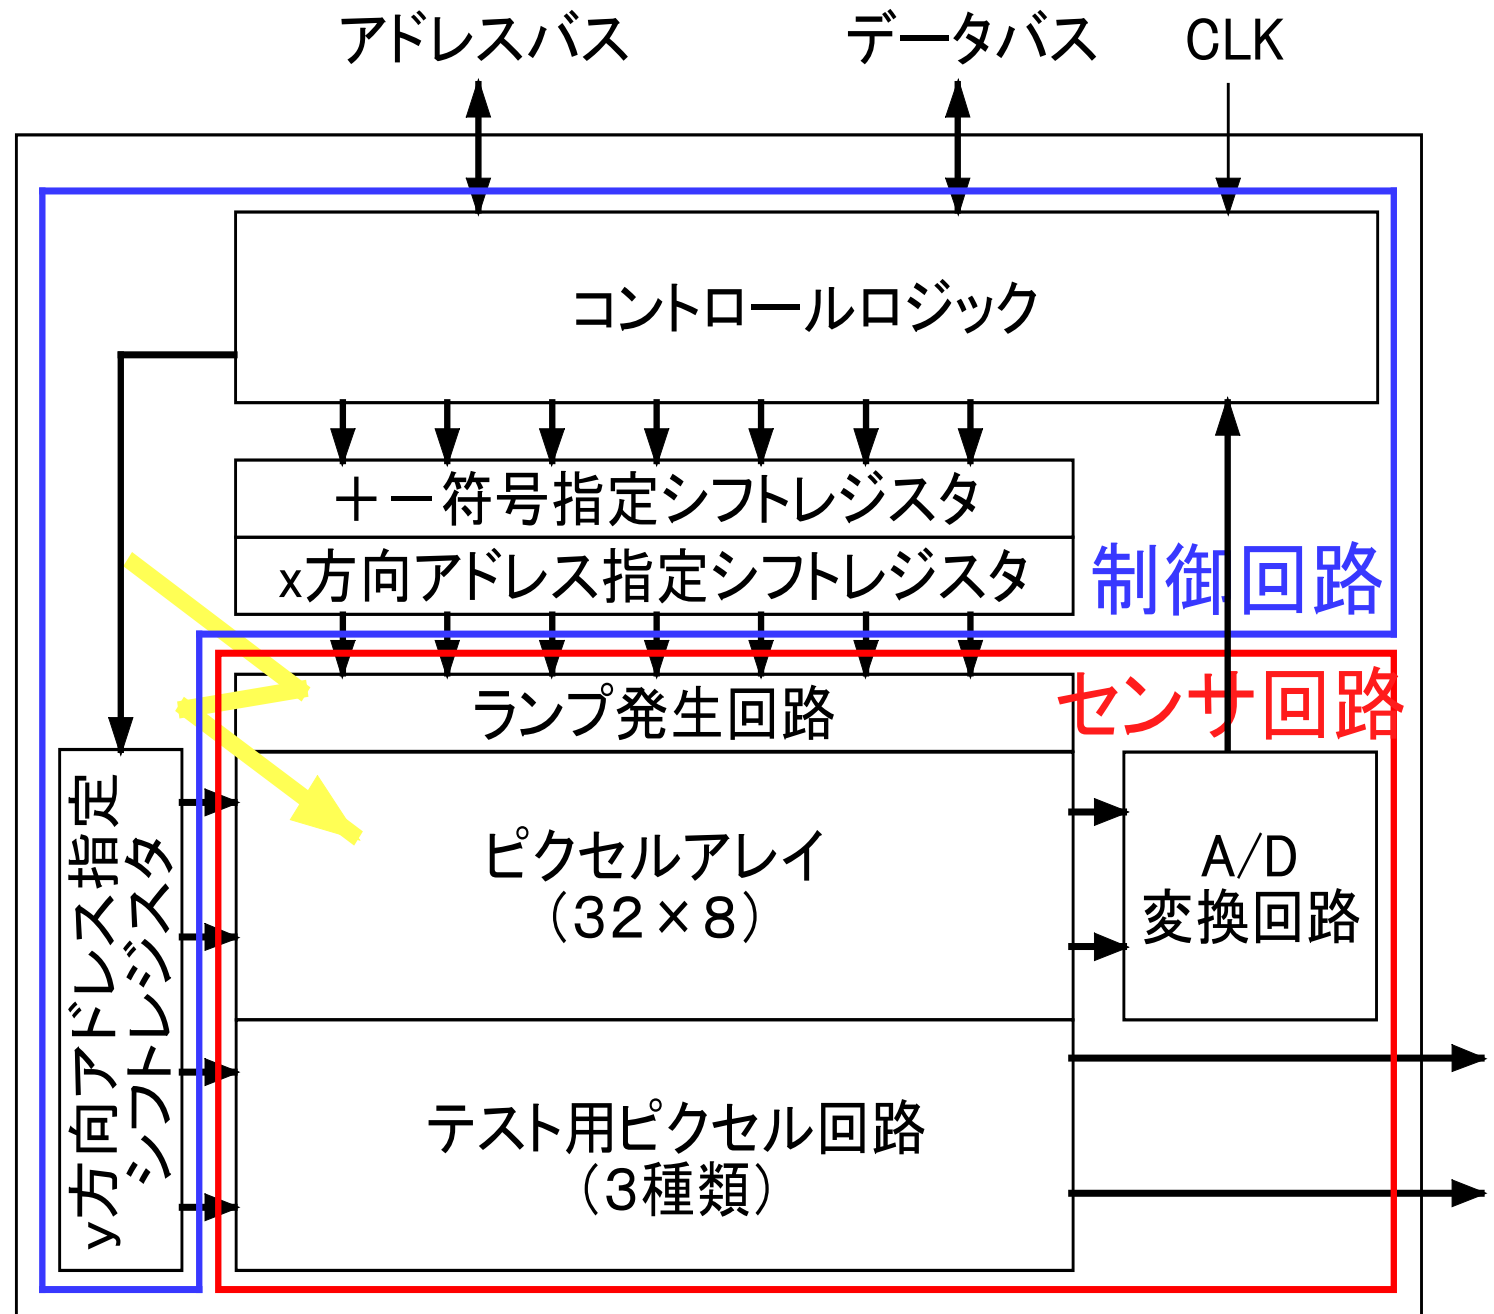 アドレスバス
データバス
CLK
コントロールロジック
＋－符号指定シフトレジスタ
x方向アドレス指定シフトレジスタ
制御回路
センサ回路
ランプ発生回路
ピクセルアレイ
（３２×８）
A/D
変換回路
y方向アドレス指定
シフトレジスタ
テスト用ピクセル回路
（３種類）